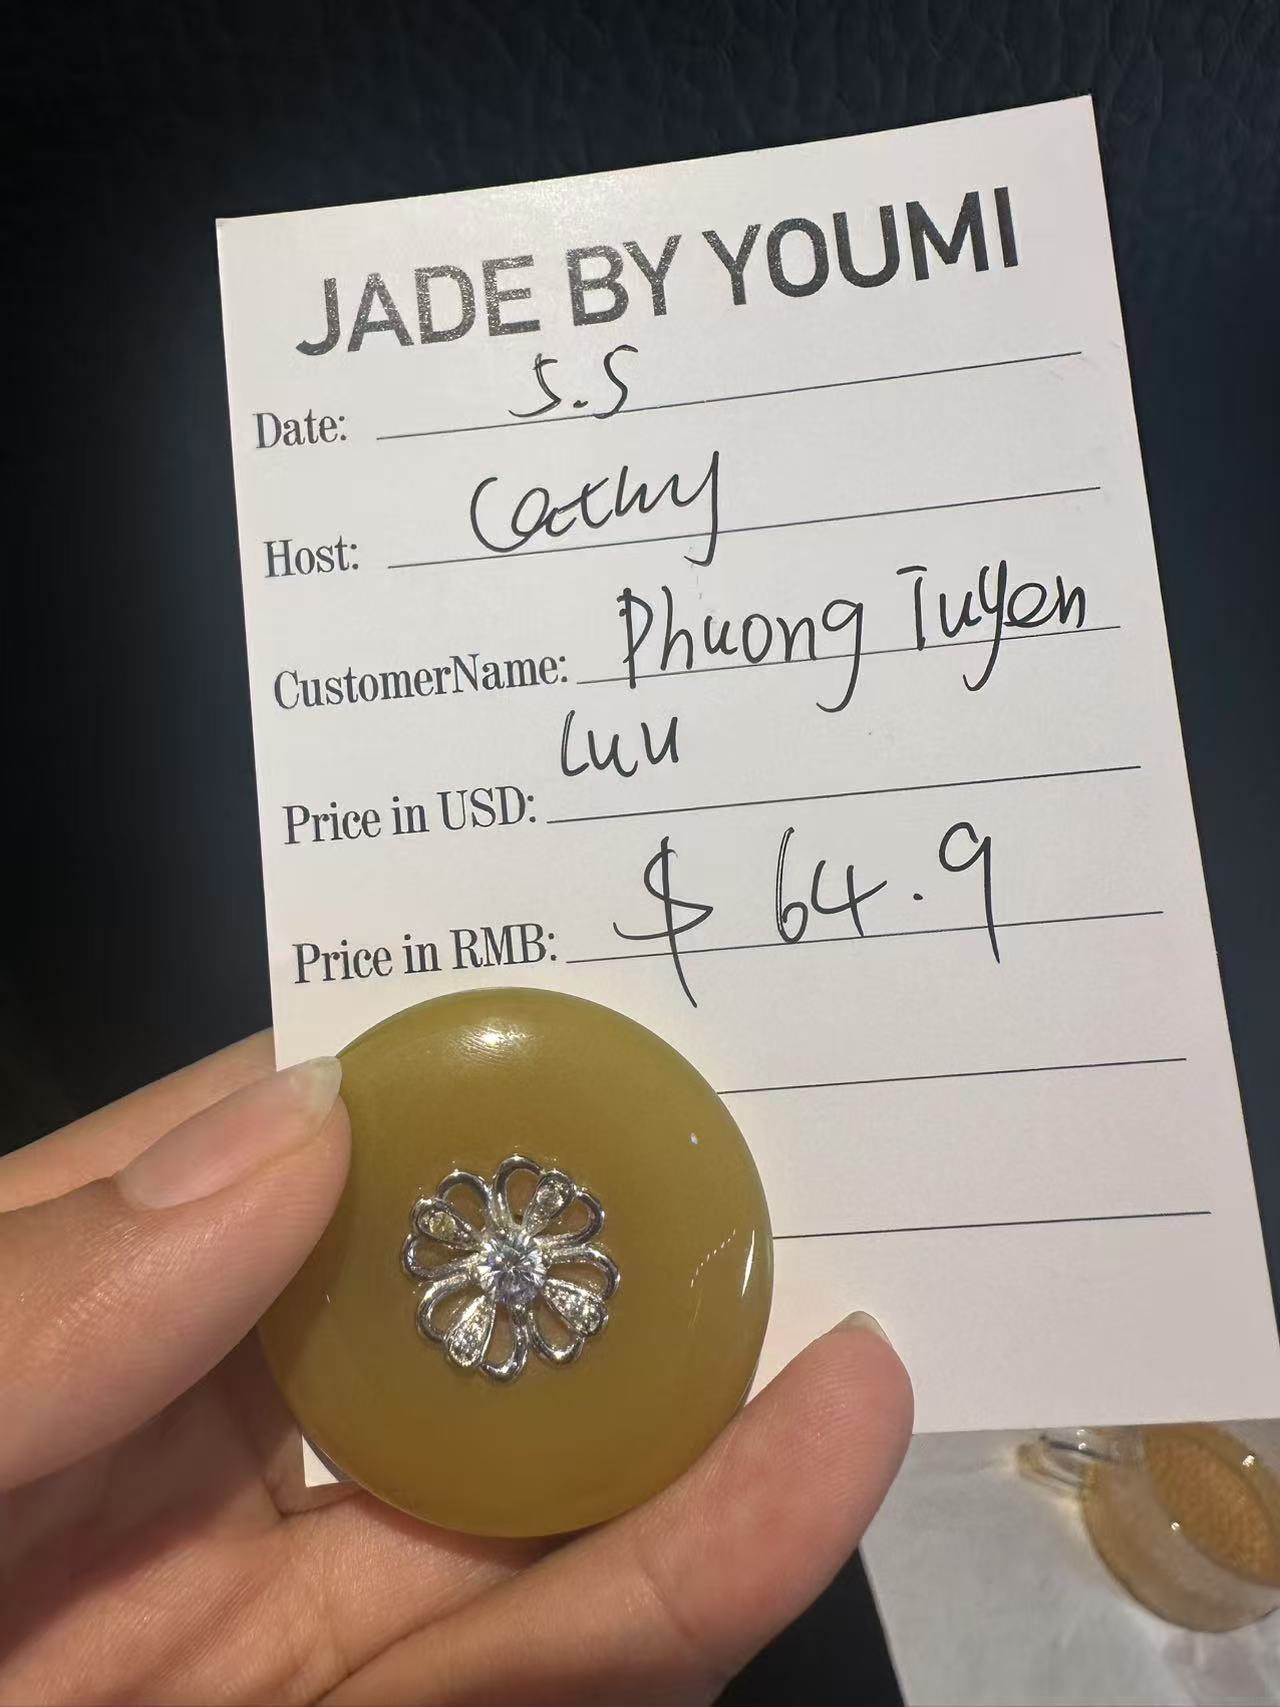 JADE BY YOUMI
Date: 5.5
Host: Cathy
CustomerName: Phuong Tuyen
Luu
Price in USD:
Price in RMB: $ 64.9